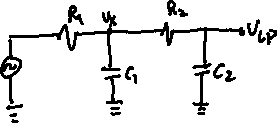 R₁ Vx R₂ VLP
C₁ C₂